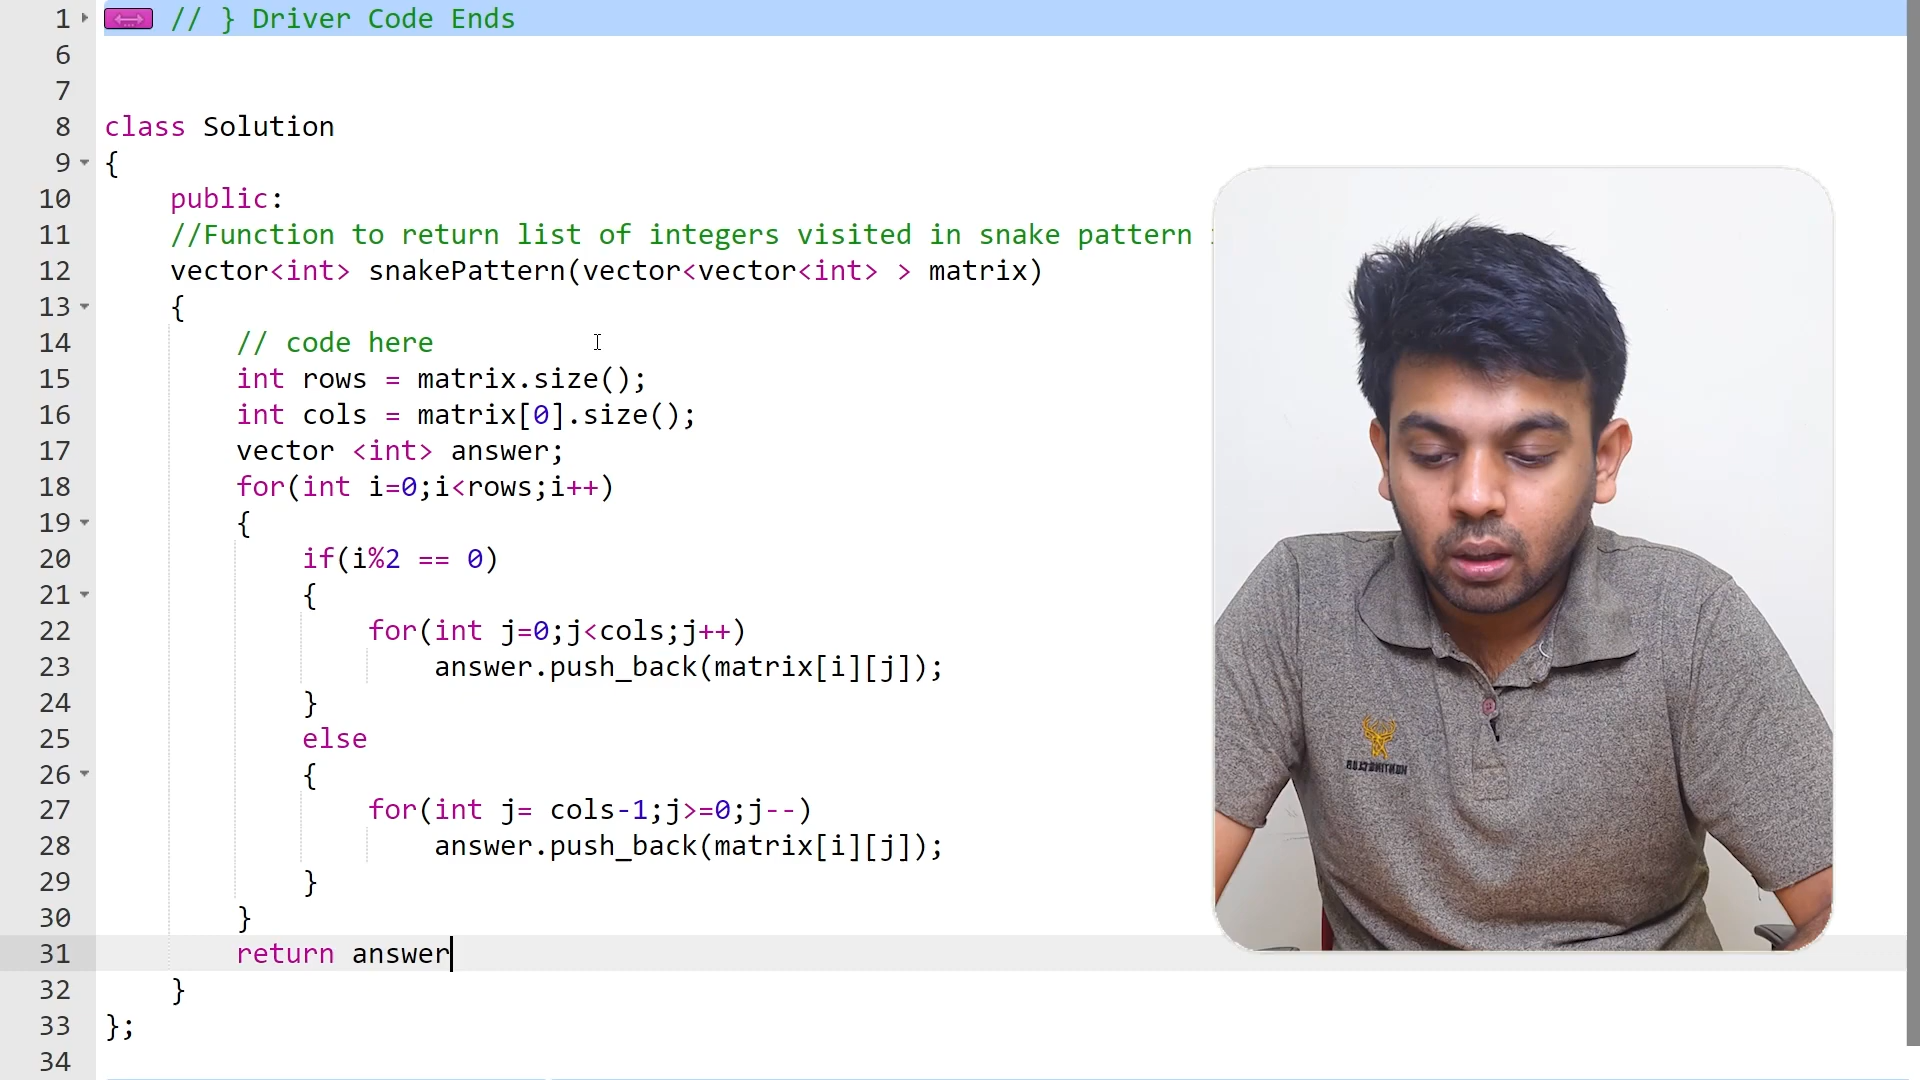 1 // } Driver Code Ends
6
7
8 class Solution
9 {
10 public:
11 //Function to return list of integers visited in snake pattern
12 vector<int> snakePattern(vector<vector<int> > matrix)
13 {
14 // code here
15 int rows = matrix.size();
16 int cols = matrix[0].size();
17 vector <int> answer;
18 for(int i=0;i<rows;i++)
19 {
20 if(i%2 == 0)
21 {
22 for(int j=0;j<cols;j++)
23 answer.push_back(matrix[i][j]);
24 }
25 else
26 {
27 for(int j= cols-1;j>=0;j--)
28 answer.push_back(matrix[i][j]);
29 }
30 }
31 return answer
32 }
33 };
34
HUNTINGCLUB